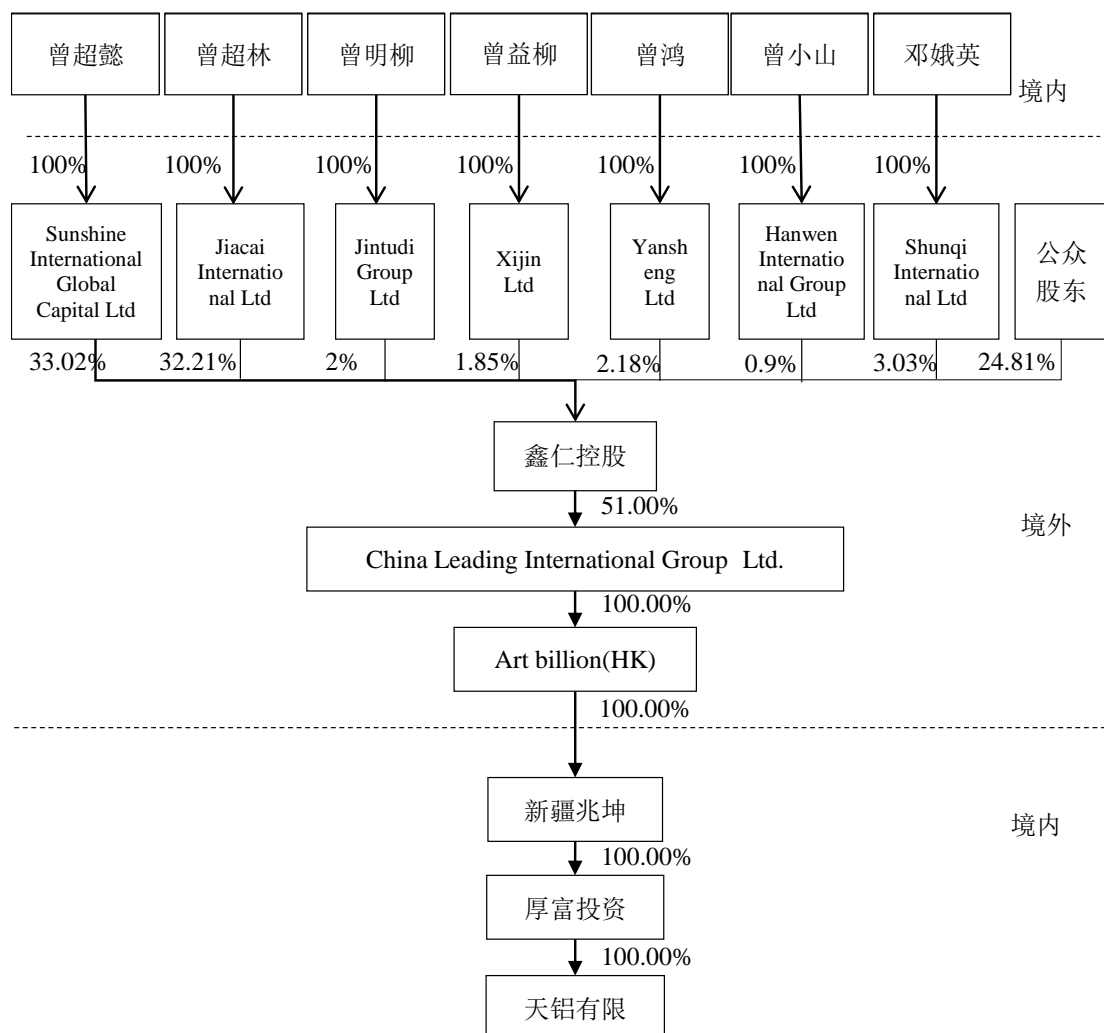 曾超懿
曾超林
曾明柳
曾益柳
曾鸿
曾小山
邓娥英
境内
100%
100%
100%
100%
100%
100%
100%
Sunshine
International
Global
Capital Ltd
Jiacai
Internatio
nal Ltd
Jintudi
Group
Ltd
Xijin
Ltd
Yansh
eng
Ltd
Hanwen
Internatio
nal Group
Ltd
Shunqi
Internatio
nal Ltd
公众
股东
33.02%
32.21%
2%
1.85%
2.18%
0.9%
3.03%
24.81%
鑫仁控股
51.00%
境外
China Leading International Group Ltd.
100.00%
Art billion(HK)
100.00%
新疆兆坤
境内
100.00%
厚富投资
100.00%
天铝有限